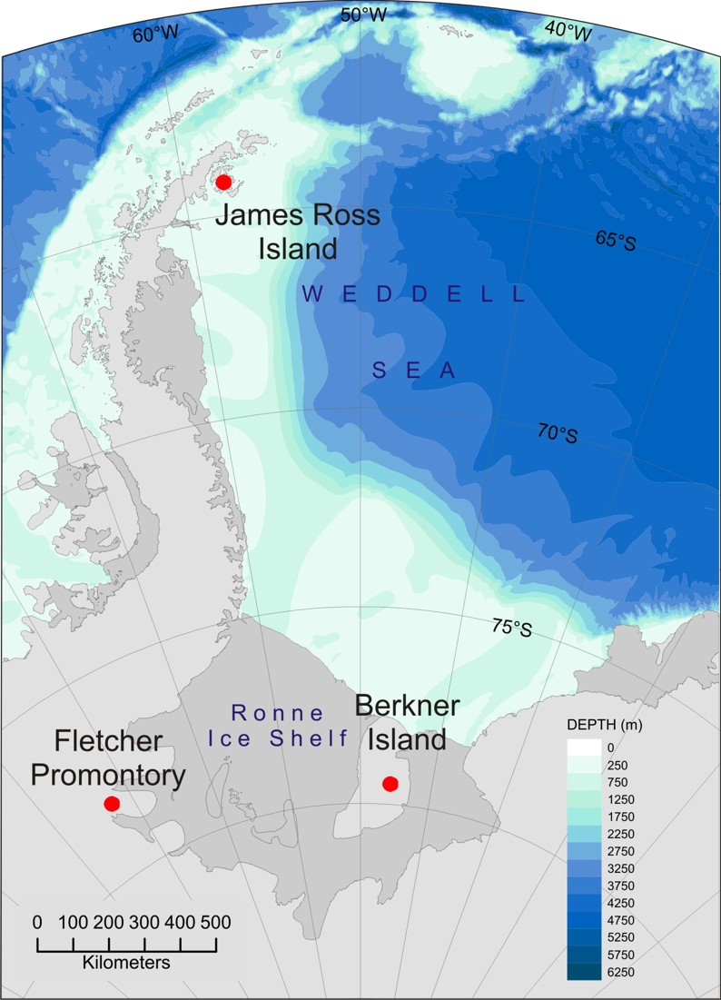 60°W
50°W
40°W
James Ross
Island
65°S
WEDDELL
SEA
70°S
75°S
Ronne
Ice Shelf
Berkner
Island
Fletcher
Promontory
DEPTH (m)
0
250
750
1250
1750
2250
2750
3250
3750
4250
4750
5250
5750
6250
0 100 200 300 400 500
Kilometers